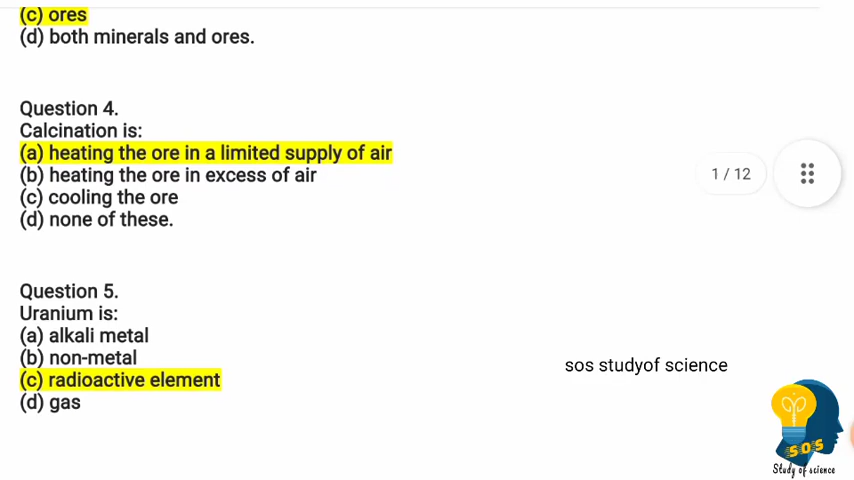 (c) ores
(d) both minerals and ores.
Question 4.
Calcination is:
(a) heating the ore in a limited supply of air
(b) heating the ore in excess of air
(c) cooling the ore
(d) none of these.
1 / 12
Question 5.
Uranium is:
(a) alkali metal
(b) non-metal
(c) radioactive element
(d) gas
sos studyof science
SOS
Study of science